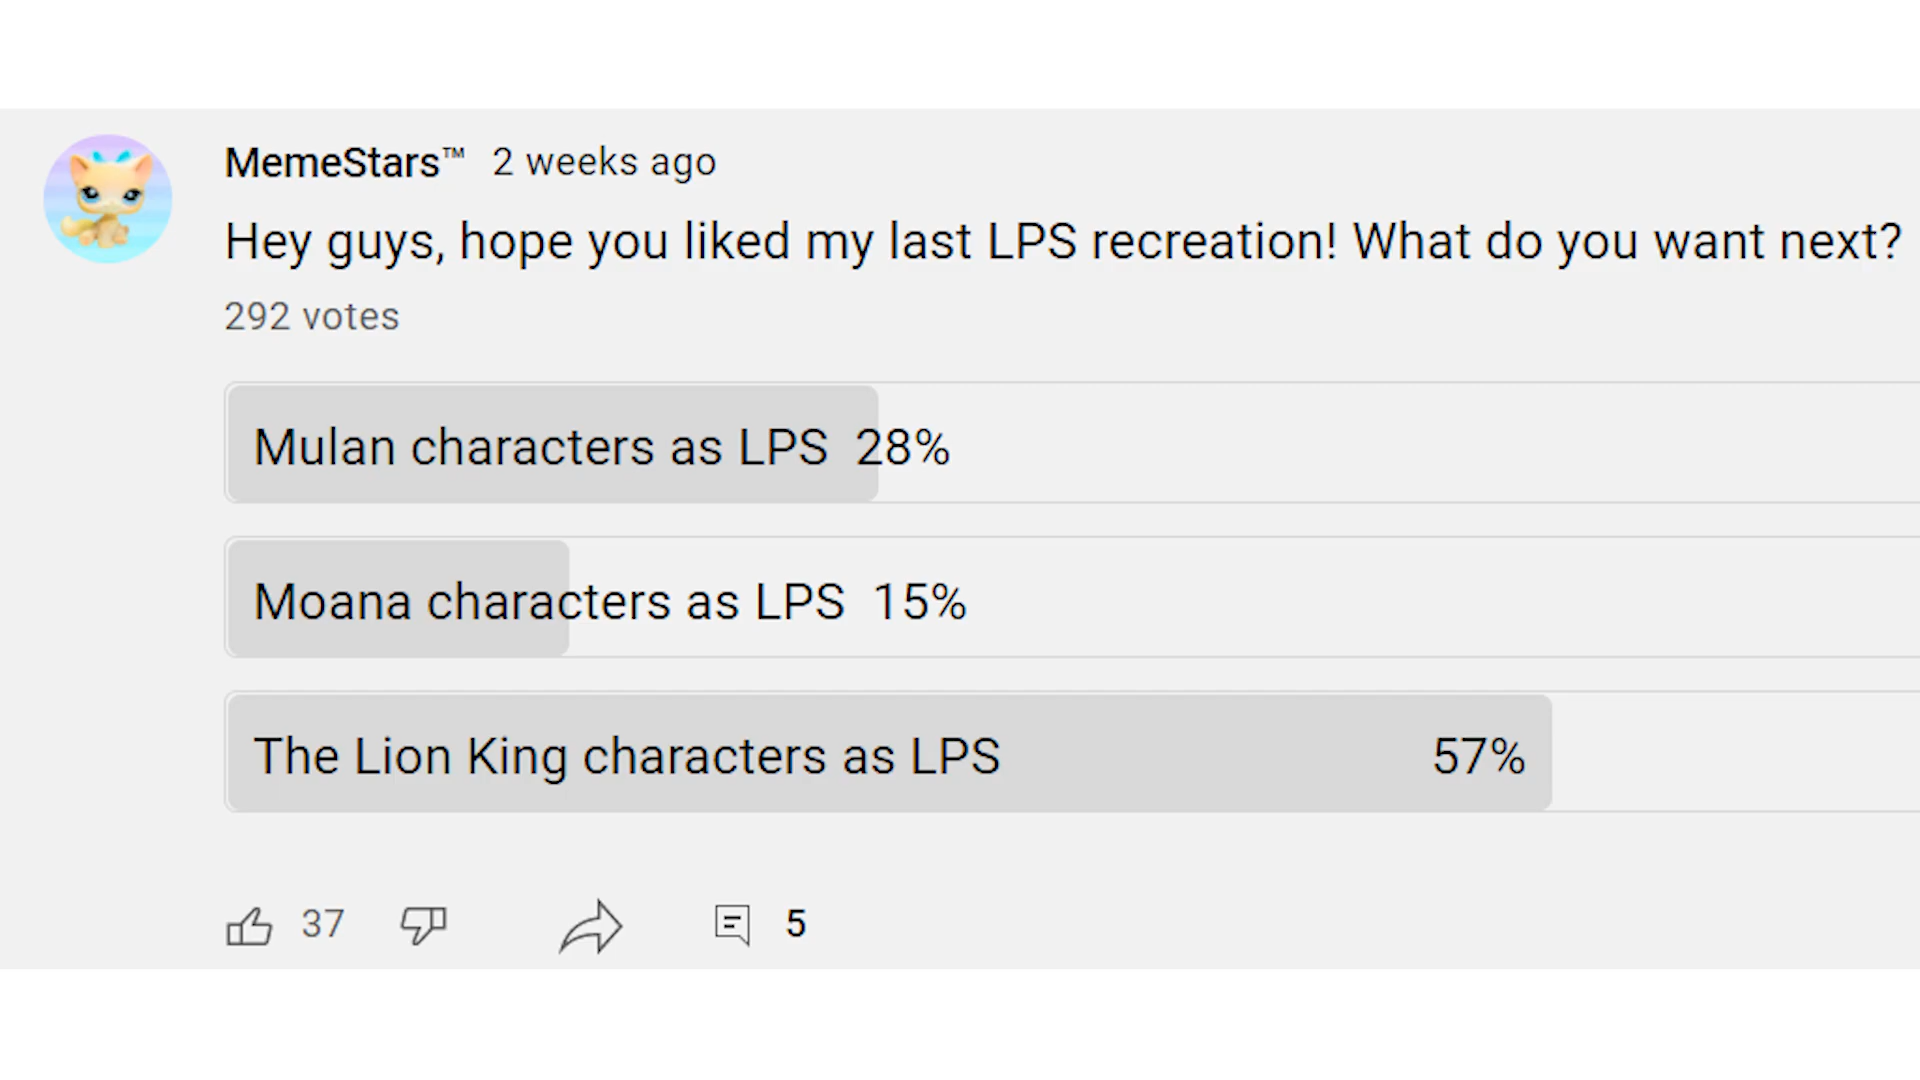 MemeStars™ 2 weeks ago
Hey guys, hope you liked my last LPS recreation! What do you want next?
292 votes
Mulan characters as LPS 28%
Moana characters as LPS 15%
The Lion King characters as LPS 57%
37 5